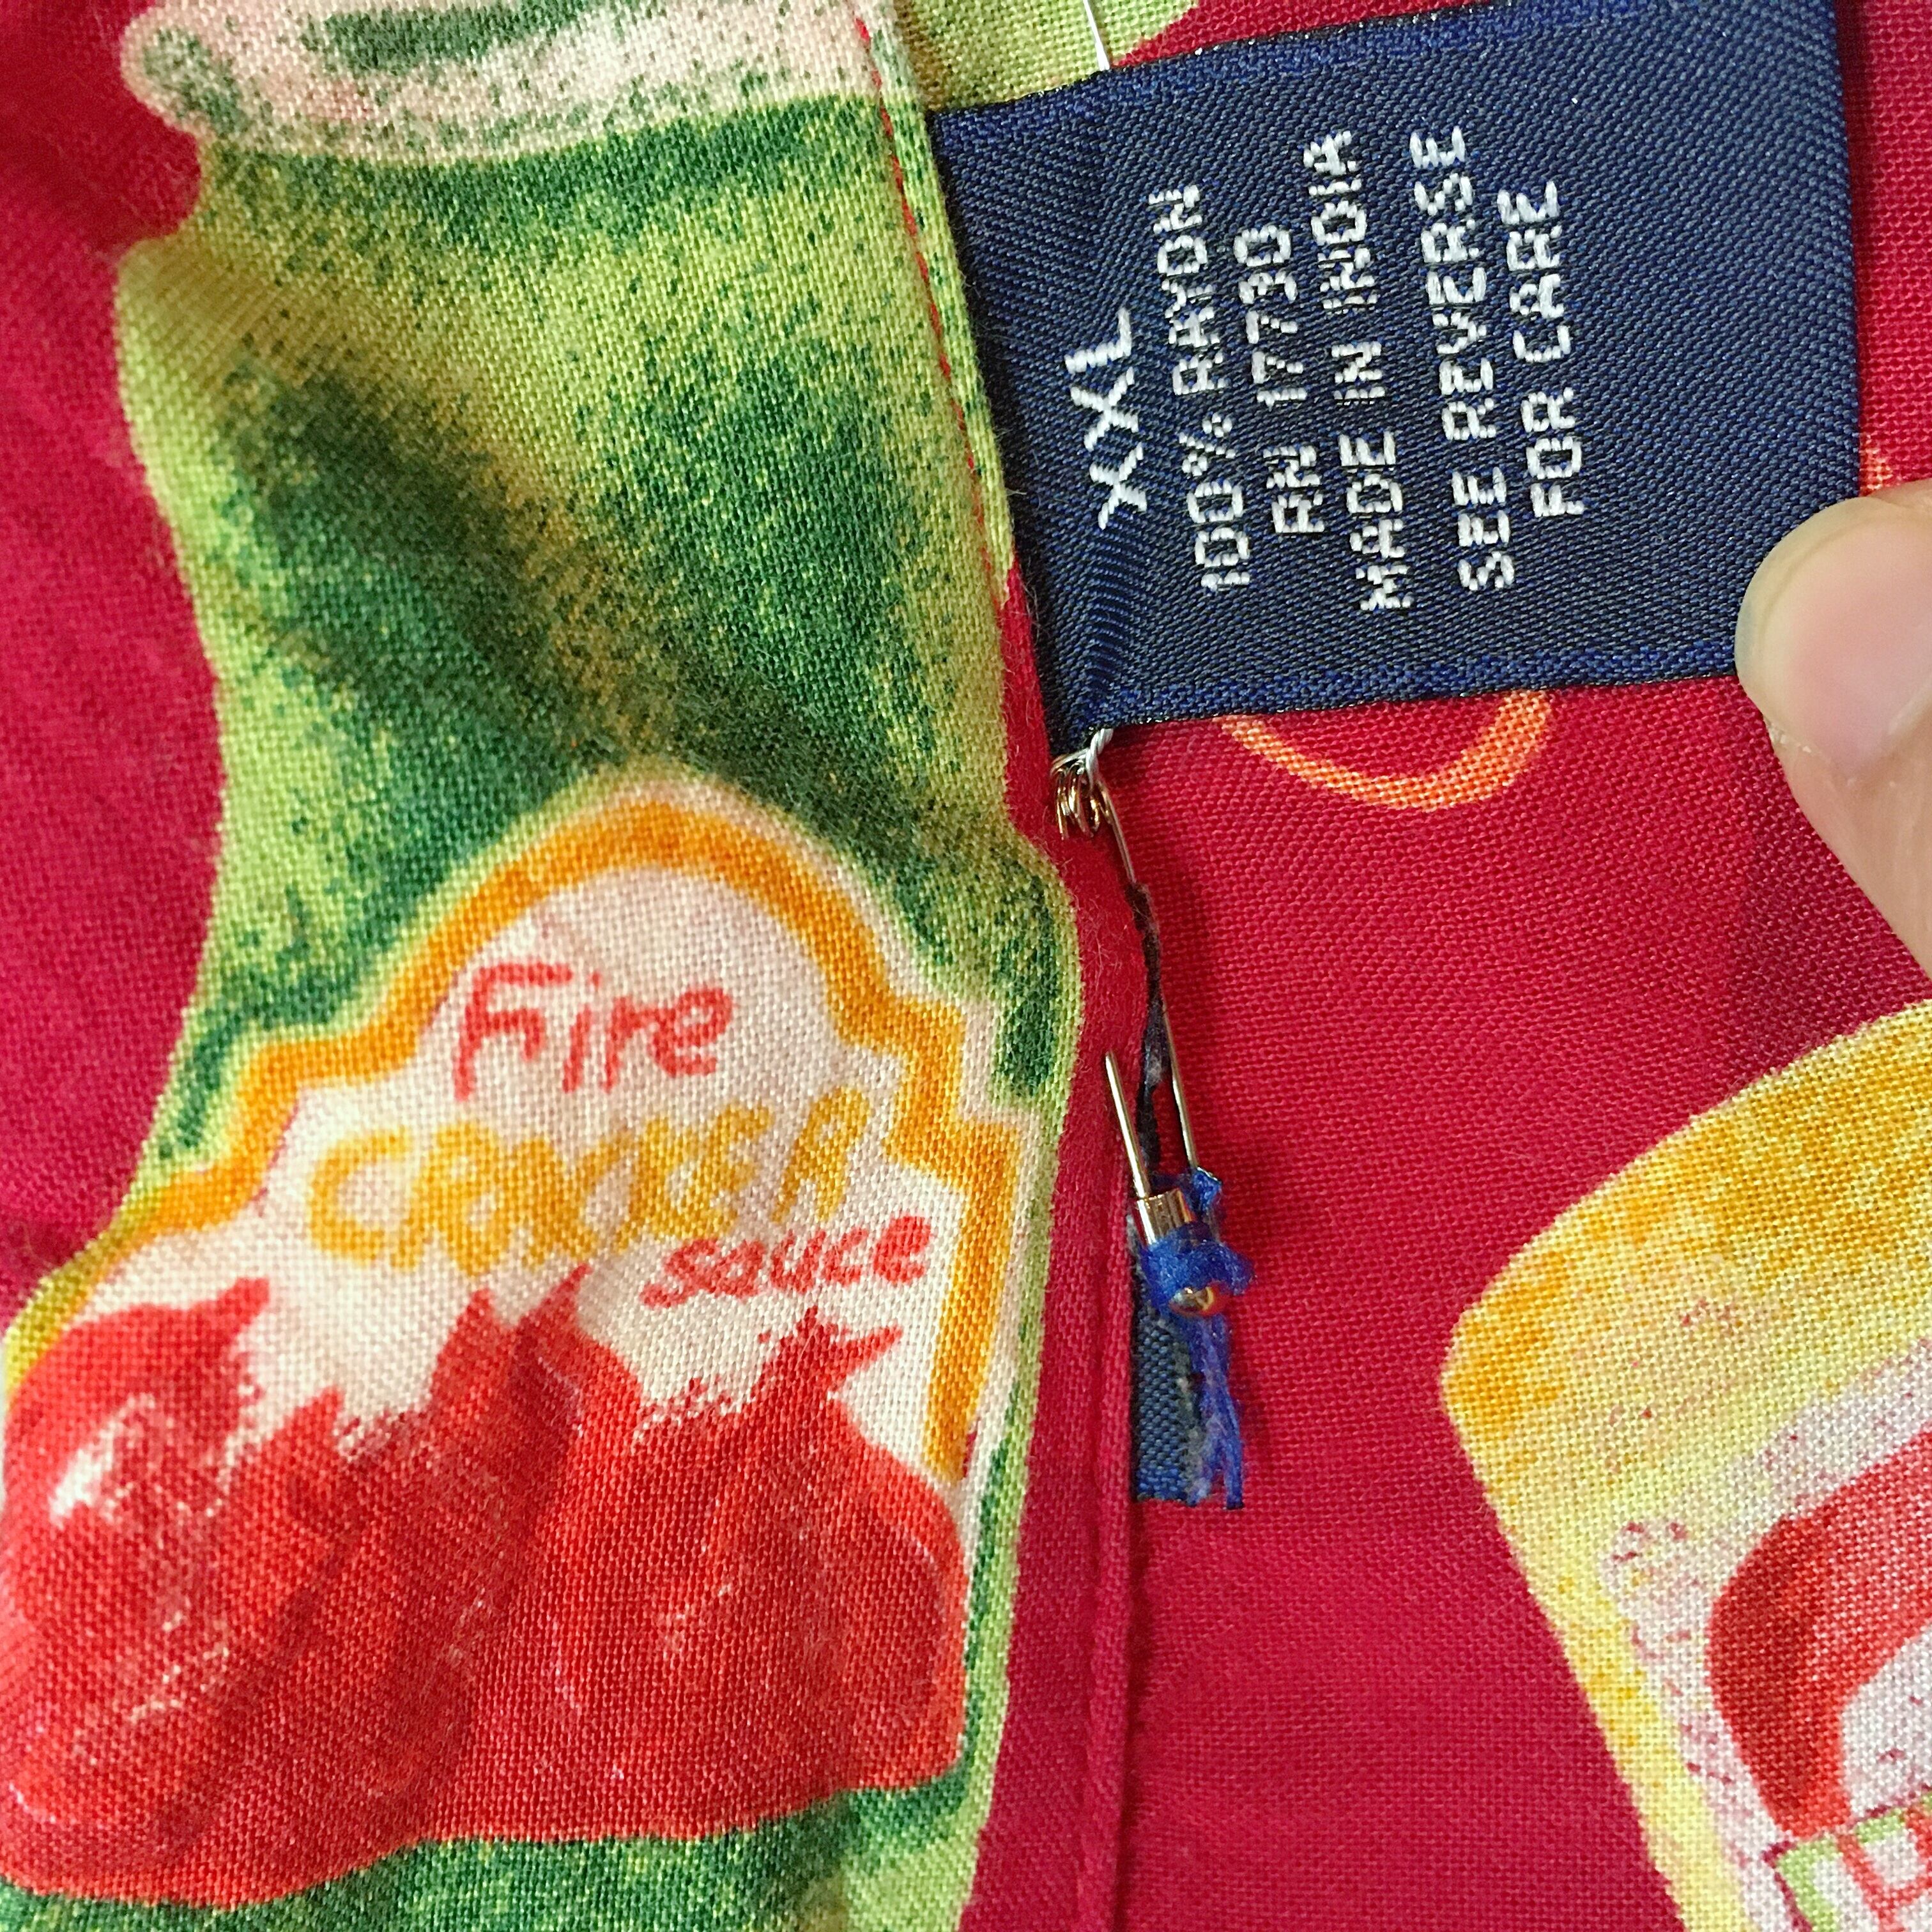 XXL
100% RAYON
RN 17730
MADE IN INDIA
SEE REVERSE
FOR CARE
Fire
CRACKER
sauce